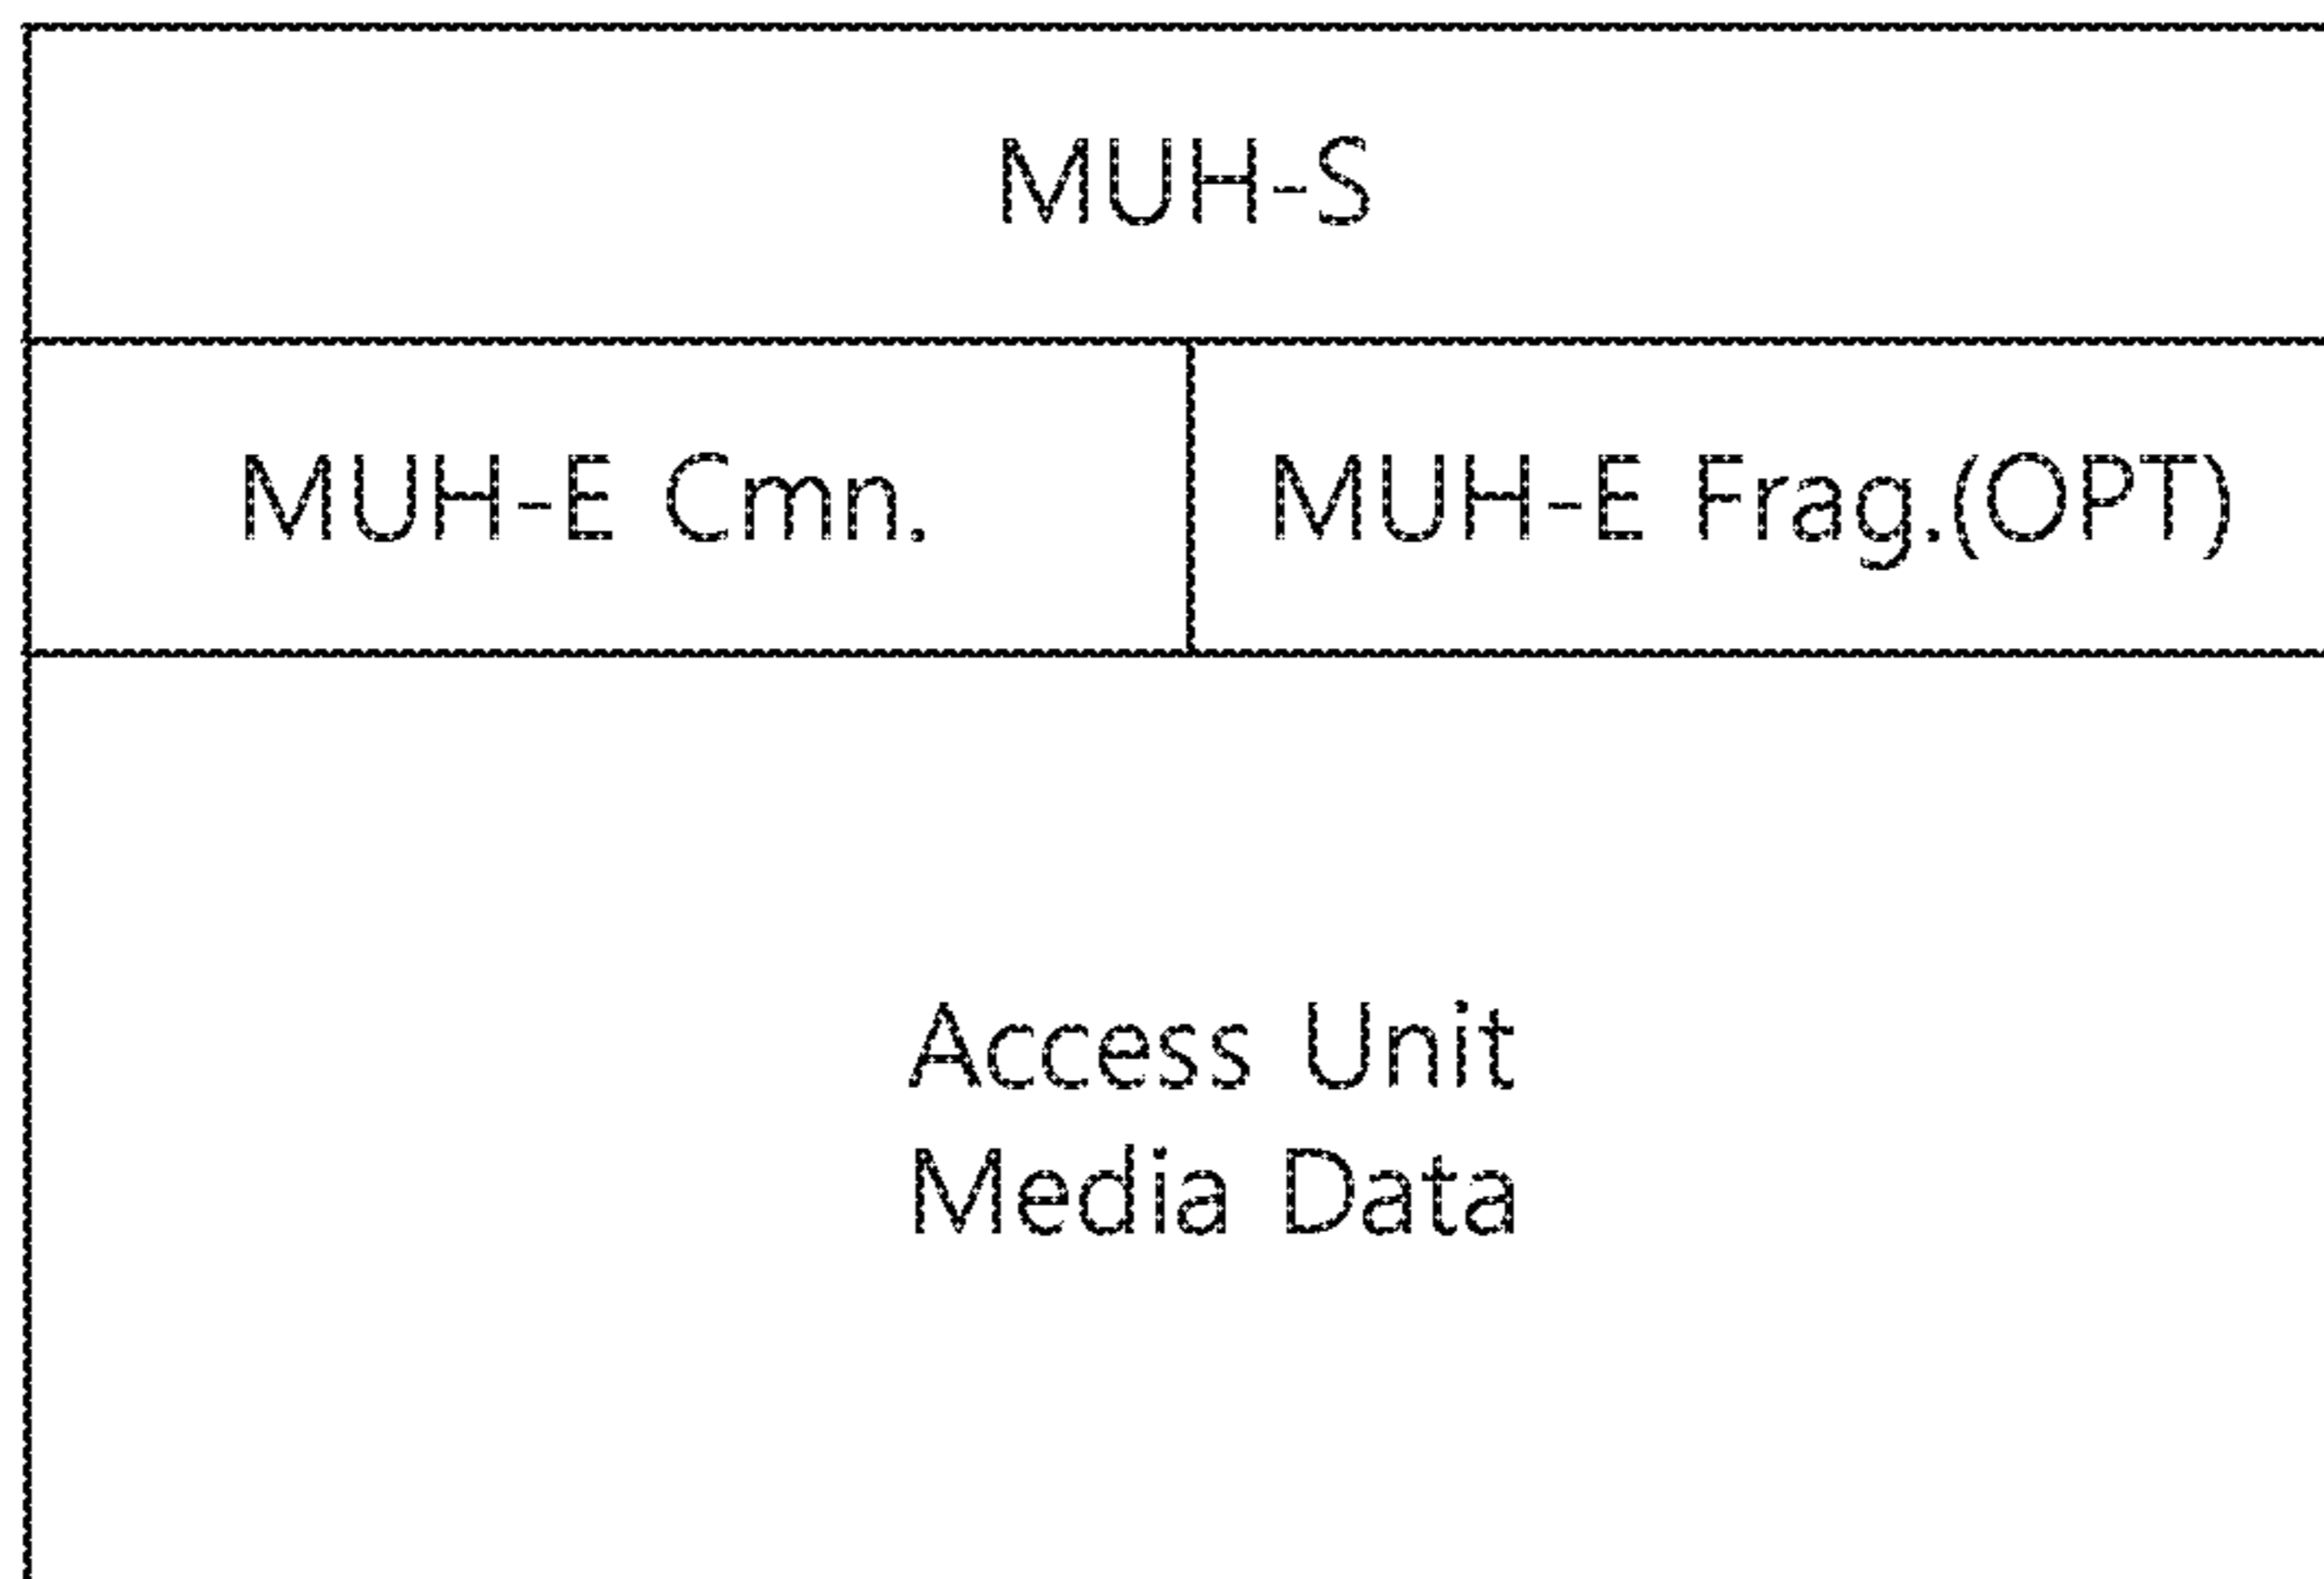 MUH-S
MUH-E Cmn.
MUH-E Frag.(OPT)
Access Unit
Media Data